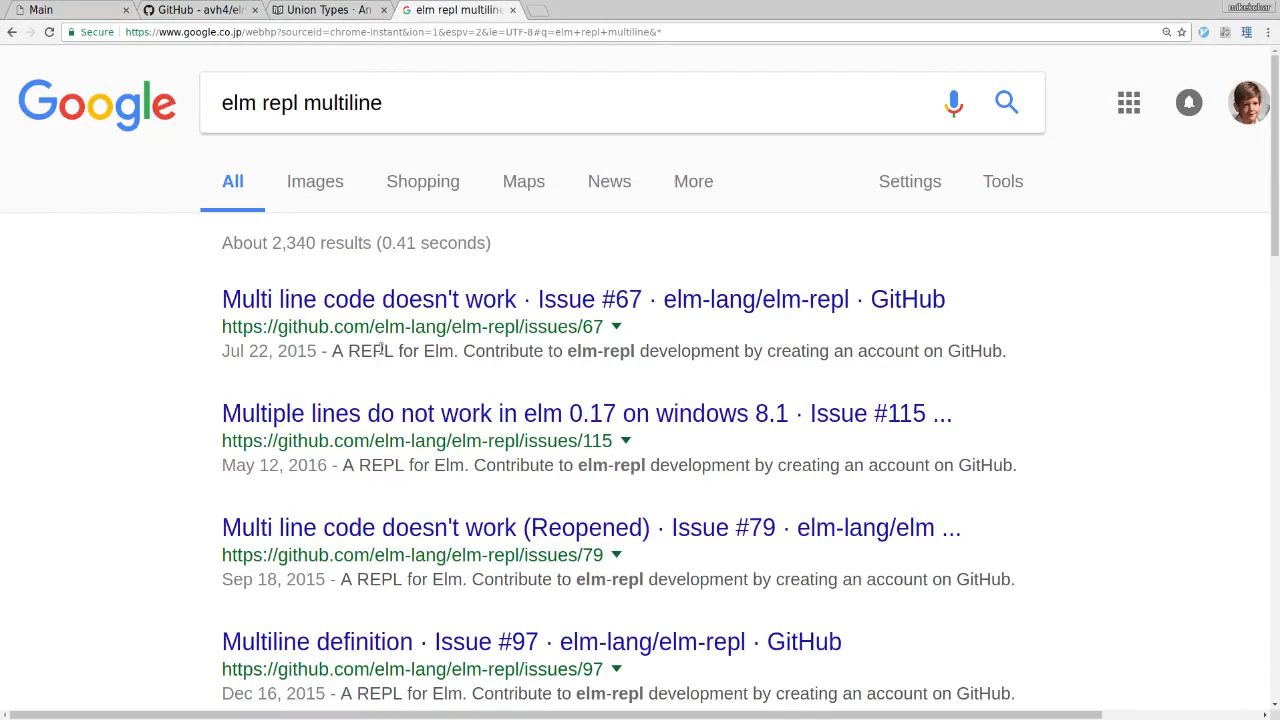 Main
GitHub - avh4/elm
Union Types · An
elm repl multiline
Secure
https://www.google.co.jp/webhp?sourceid=chrome-instant&ion=1&espv=2&ie=UTF-8#q=elm+repl+multiline&*
Google
elm repl multiline
All Images Shopping Maps News More Settings Tools
About 2,340 results (0.41 seconds)
Multi line code doesn't work · Issue #67 · elm-lang/elm-repl · GitHub
https://github.com/elm-lang/elm-repl/issues/67
Jul 22, 2015 - A REPL for Elm. Contribute to elm-repl development by creating an account on GitHub.
Multiple lines do not work in elm 0.17 on windows 8.1 · Issue #115 ...
https://github.com/elm-lang/elm-repl/issues/115
May 12, 2016 - A REPL for Elm. Contribute to elm-repl development by creating an account on GitHub.
Multi line code doesn't work (Reopened) · Issue #79 · elm-lang/elm ...
https://github.com/elm-lang/elm-repl/issues/79
Sep 18, 2015 - A REPL for Elm. Contribute to elm-repl development by creating an account on GitHub.
Multiline definition · Issue #97 · elm-lang/elm-repl · GitHub
https://github.com/elm-lang/elm-repl/issues/97
Dec 16, 2015 - A REPL for Elm. Contribute to elm-repl development by creating an account on GitHub.